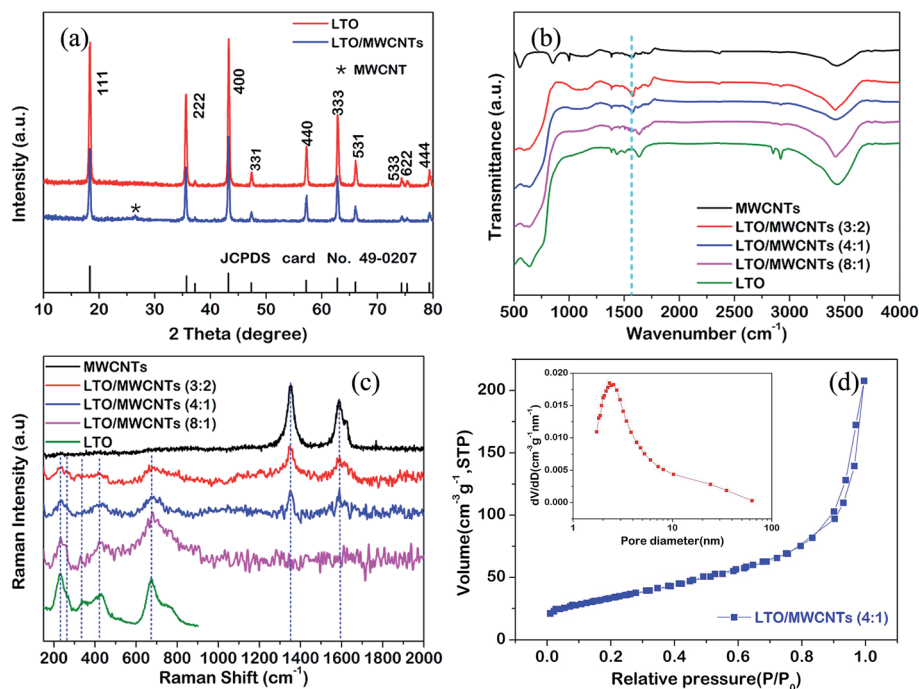 (a)
LTO
LTO/MWCNTs
* MWCNT
111
222
400
331
440
333
531
533
622
444
*
JCPDS card No. 49-0207
Intensity (a.u.)
10 20 30 40 50 60 70 80
2 Theta (degree)
(b)
MWCNTs
LTO/MWCNTs (3:2)
LTO/MWCNTs (4:1)
LTO/MWCNTs (8:1)
LTO
Transmittance (a.u.)
500 1000 1500 2000 2500 3000 3500 4000
Wavenumber (cm-1)
(c)
MWCNTs
LTO/MWCNTs (3:2)
LTO/MWCNTs (4:1)
LTO/MWCNTs (8:1)
LTO
Raman Intensity (a.u)
200 400 600 800 1000 1200 1400 1600 1800 2000
Raman Shift (cm-1)
(d)
200
150
100
50
0
Volume(cm-3g-1,STP)
0.020
0.015
0.010
0.005
0.000
dV/dD(cm-3g-1nm-1)
1 10 100
Pore diameter(nm)
LTO/MWCNTs (4:1)
0.0 0.2 0.4 0.6 0.8 1.0
Relative pressure(P/P0)